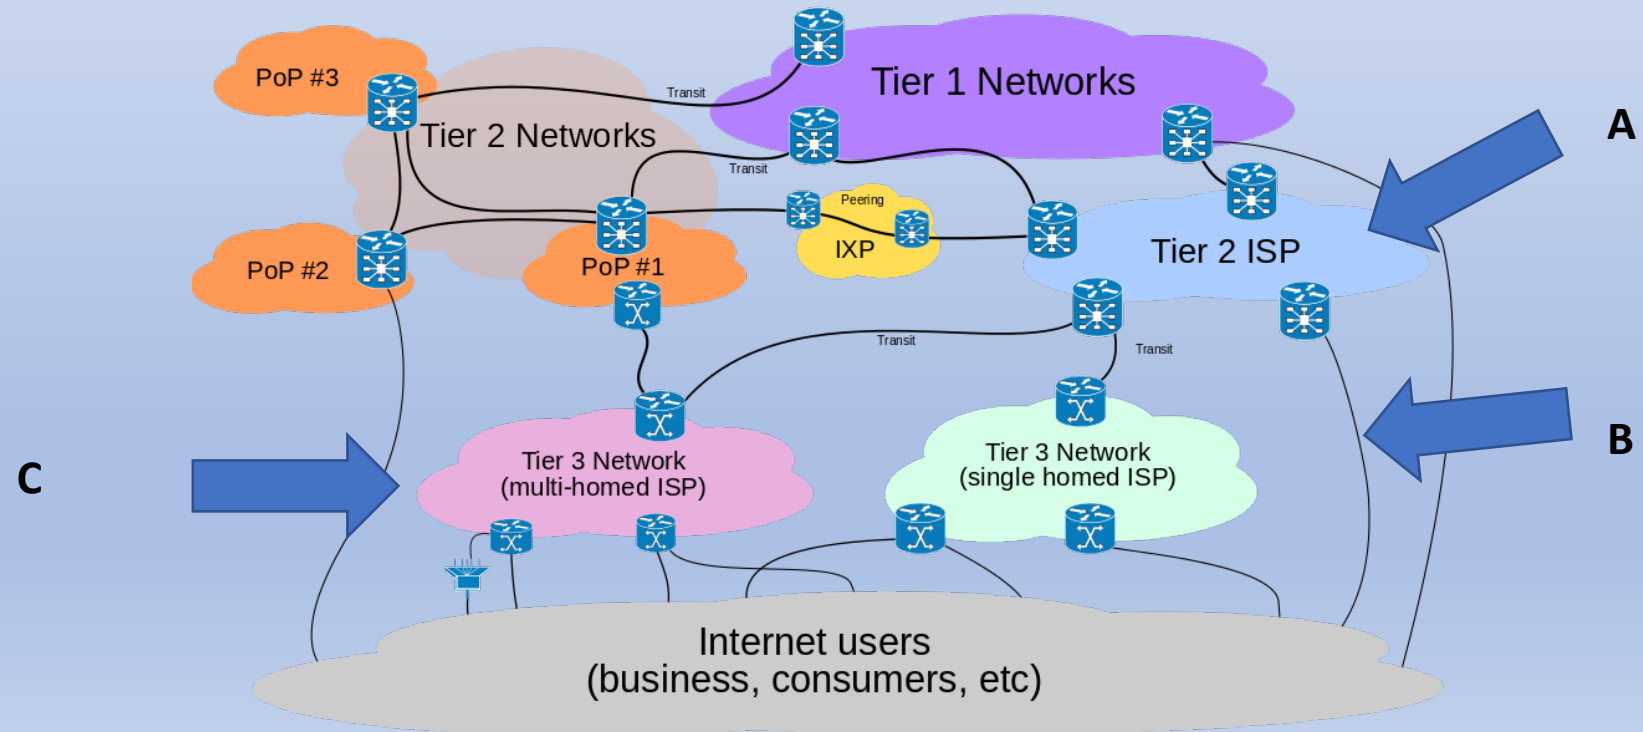 PoP #3
Tier 1 Networks
Transit
A
Tier 2 Networks
Transit
Peering
IXP
Tier 2 ISP
PoP #2
PoP #1
Transit
Transit
B
Tier 3 Network
(multi-homed ISP)
Tier 3 Network
(single homed ISP)
C
Internet users
(business, consumers, etc)